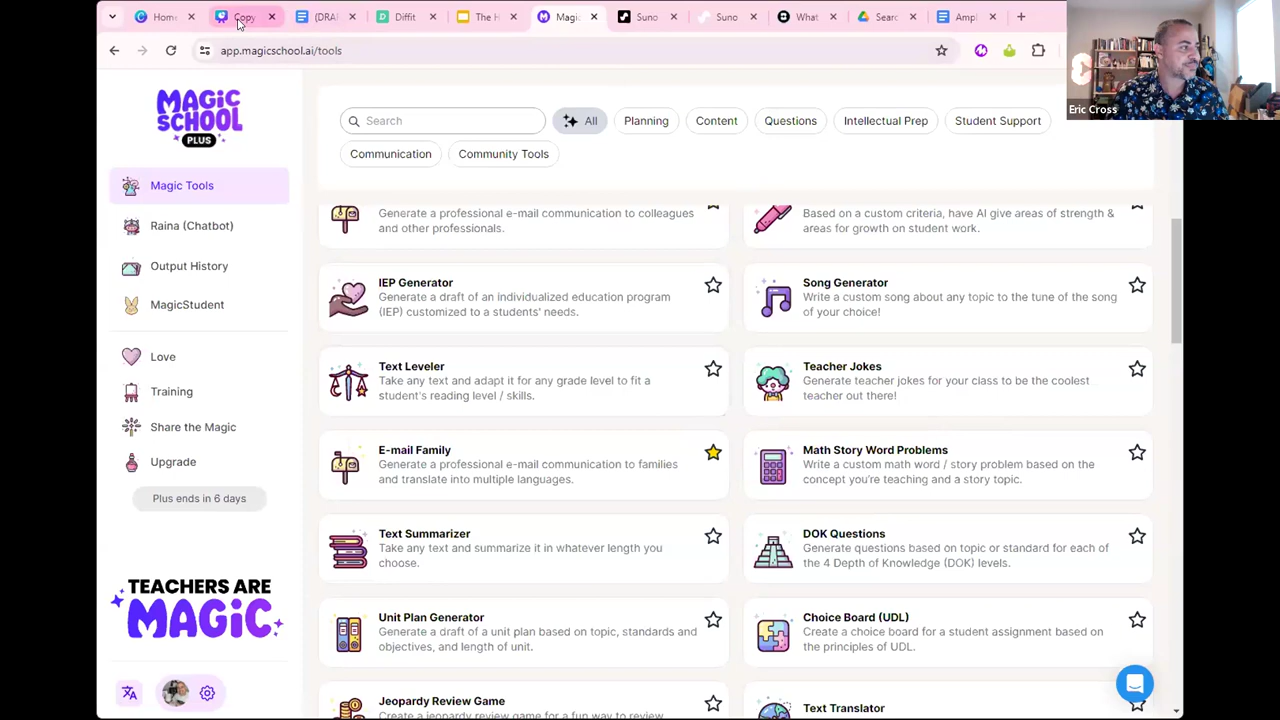 Home
Copy
(DRA
Diffit
The H
Magic
Suno
Suno
What
Searc
Ampl
app.magicschool.ai/tools
Eric Cross
MAGIC
SCHOOL
PLUS
Magic Tools
Raina (Chatbot)
Output History
MagicStudent
Love
Training
Share the Magic
Upgrade
Plus ends in 6 days
TEACHERS ARE
MAGIC
Search
All
Planning
Content
Questions
Intellectual Prep
Student Support
Communication
Community Tools
Generate a professional e-mail communication to colleagues
and other professionals.
Based on a custom criteria, have AI give areas of strength &
areas for growth on student work.
IEP Generator
Generate a draft of an individualized education program
(IEP) customized to a students' needs.
Song Generator
Write a custom song about any topic to the tune of the song
of your choice!
Text Leveler
Take any text and adapt it for any grade level to fit a
student's reading level / skills.
Teacher Jokes
Generate teacher jokes for your class to be the coolest
teacher out there!
E-mail Family
Generate a professional e-mail communication to families
and translate into multiple languages.
Math Story Word Problems
Write a custom math word / story problem based on the
concept you're teaching and a story topic.
Text Summarizer
Take any text and summarize it in whatever length you
choose.
DOK Questions
Generate questions based on topic or standard for each of
the 4 Depth of Knowledge (DOK) levels.
Unit Plan Generator
Generate a draft of a unit plan based on topic, standards and
objectives, and length of unit.
Choice Board (UDL)
Create a choice board for a student assignment based on
the principles of UDL.
Jeopardy Review Game
Create a jeopardy review game for a fun way to review
Text Translator